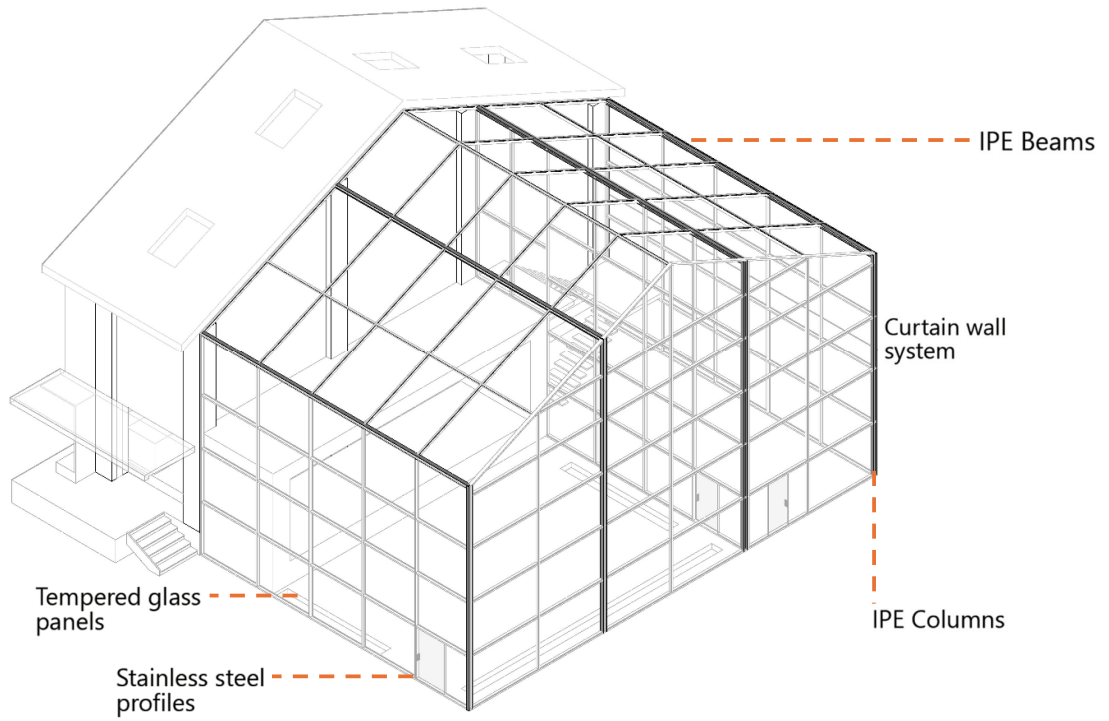 IPE Beams
Curtain wall
system
Tempered glass
panels
IPE Columns
Stainless steel
profiles